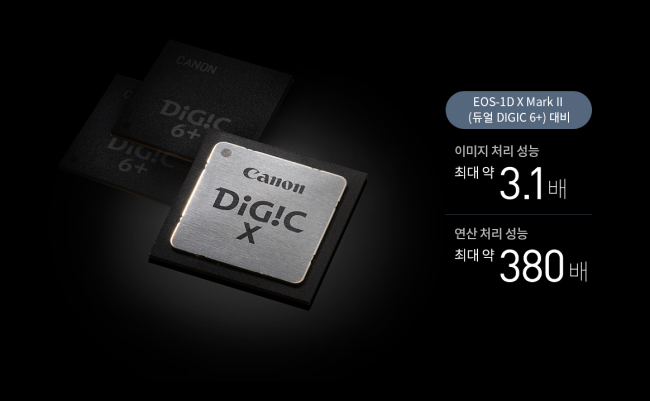 CANON
DiG!C
6+
C
DiG!C
6+
Canon
DiG!C
X
EOS-1D X Mark II
(듀얼 DIGIC 6+) 대비
이미지 처리 성능
최대 약 3.1배
연산 처리 성능
최대 약 380배